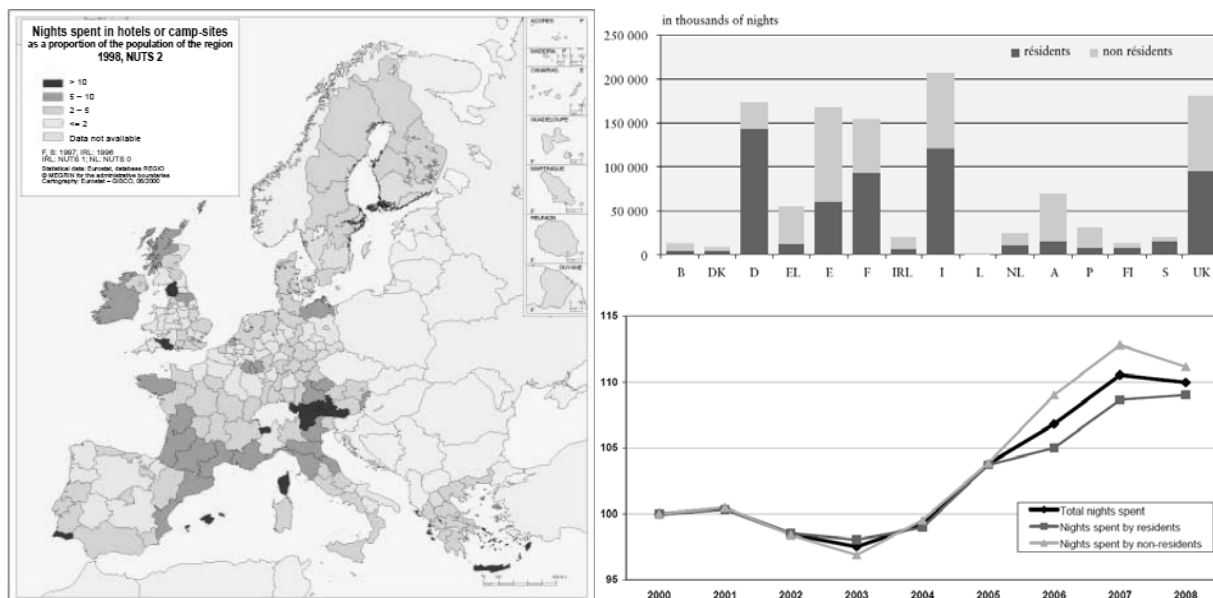 Nights spent in hotels or camp-sites
as a proportion of the population of the region
1998, NUTS 2
> 10
5 – 10
2 – 5
<= 2
Data not available
F, S: 1997; IRL: 1996
IRL: NUTS 1; NL: NUTS 0
Statistical data: Eurostat, database REGIO
© MEGRIN for the administrative boundaries
Cartography: Eurostat – GISCO, 06/2000
AÇORES P
MADEIRA P
CANARIAS E
GUADELOUPE
F
MARTINIQUE
F
REUNION
F
GUYANE
F
in thousands of nights
250 000
200 000
150 000
100 000
50 000
0
résidents
non résidents
B DK D EL E F IRL I L NL A P FI S UK
115
110
105
100
95
Total nights spent
Nights spent by residents
Nights spent by non-residents
2000 2001 2002 2003 2004 2005 2006 2007 2008